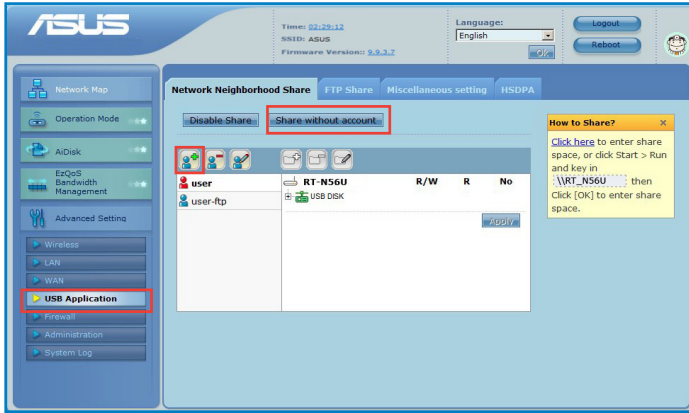 ASUS
Time: 02:29:12
SSID: ASUS
Firmware Version: 9.9.3.7
Language:
English
OK
Logout
Reboot
Network Map
Operation Mode
AiDisk
EzQoS
Bandwidth
Management
Advanced Setting
Wireless
LAN
WAN
USB Application
Firewall
Administration
System Log
Network Neighborhood Share
FTP Share
Miscellaneous setting
HSDPA
Disable Share
Share without account
user
user-ftp
RT-N56U
R/W
R
No
USB DISK
Apply
How to Share?
x
Click here to enter share
space, or click Start > Run
and key in
\\RT_N56U then
Click [OK] to enter share
space.